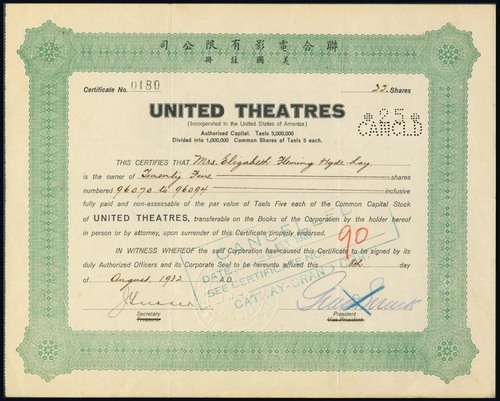 司公限有影電合聯
冊註國美
Certificate No. 0180
Shares
UNITED THEATRES
(Incorporated in the United States of America)
Authorised Capital. Taels 5,000,000
Divided into 1,000,000 Common Shares of Taels 5 each.
* 25 *
CANCLD
THIS CERTIFIES THAT Mrs. Elizabeth Fleming Hyde-Lay
is the owner of Twenty Five shares
numbered 96070 to 96094 inclusive
fully paid and non-assessable of the par value of Taels Five each of the Common Capital Stock
of UNITED THEATRES, transferable on the Books of the Corporation by the holder hereof
in person or by attorney, upon surrender of this Certificate properly endorsed.
90
CANCELLED
DATE
SEE CERTIFICATE NO.
IN WITNESS WHEREOF the said Corporation has caused this Certificate to be signed by its
duly Authorized Officers and its Corporate Seal to be hereunto affixed this 8th day
of August, 1932 A.D.
Secretary
Treasurer
President
Vice-President